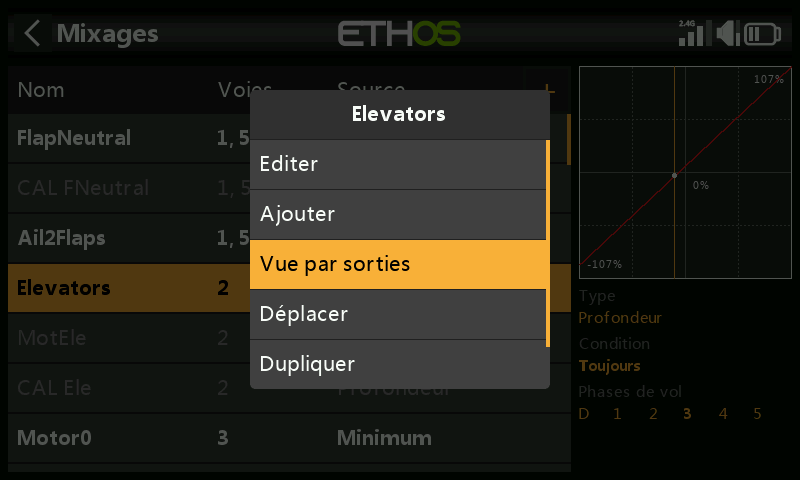 Mixages
ETHOS
2.4G
Nom Voies Source +
FlapNeutral 1, 5
CAL FNeutral 1, 5
Ail2Flaps 1, 5
Elevators 2
MotEle 2
CAL Ele 2 Profondeur
Motor0 3 Minimum
Elevators
Editer
Ajouter
Vue par sorties
Déplacer
Dupliquer
107%
0%
-107%
Type
Profondeur
Condition
Toujours
Phases de vol
D 1 2 3 4 5